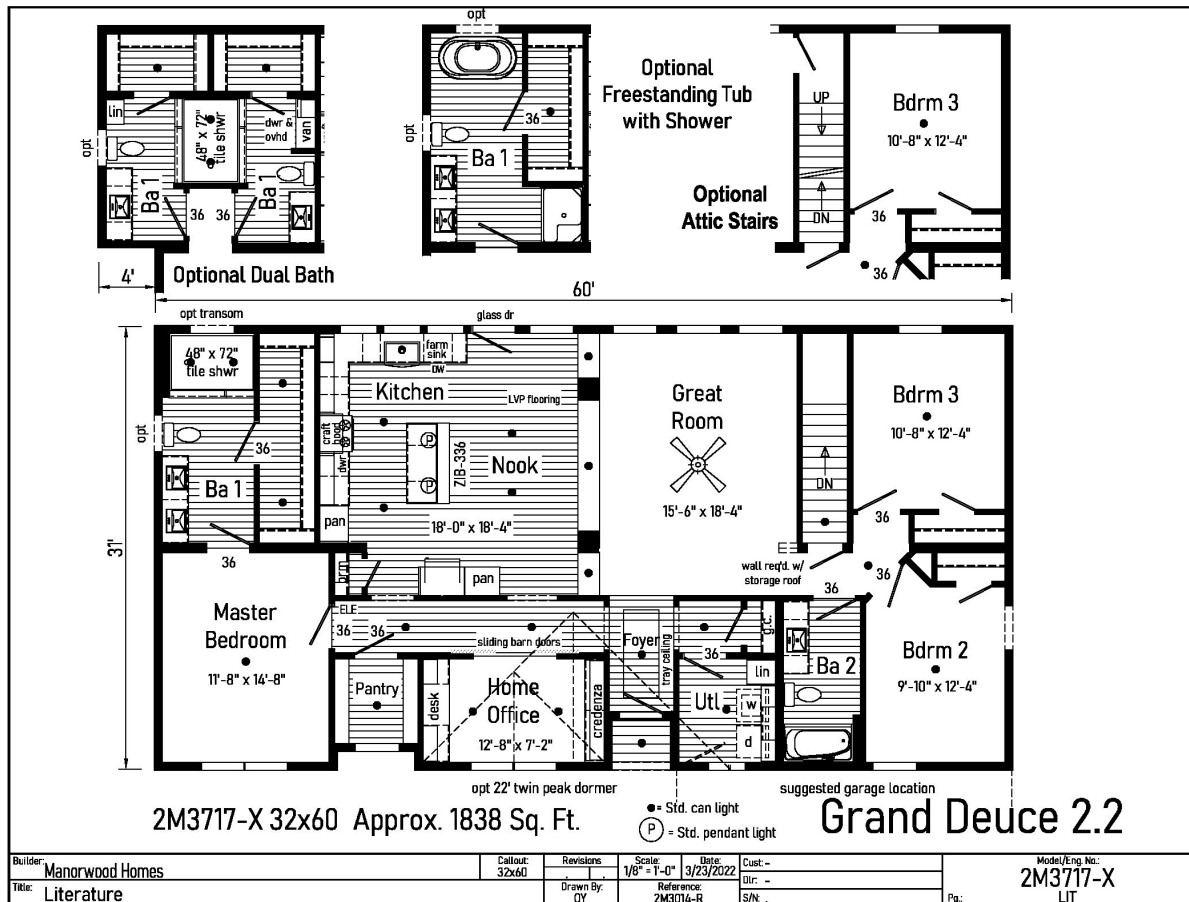 opt
lin
opt
48" x 72"
tile shwr
dwr &
ovhd
van
Ba 1
36
36
Ba 1
4'
Optional Dual Bath
opt
opt
36
Ba 1
Optional
Freestanding Tub
with Shower
Optional
Attic Stairs
UP
DN
Bdrm 3
10'-8" x 12'-4"
36
36
60'
31'
opt transom
48" x 72"
tile shwr
opt
36
Ba 1
36
glass dr
farm
sink
DW
Kitchen
LVP flooring
craft
hood
dwr
P
P
ZIB-336
Nook
18'-0" x 18'-4"
pan
brm
pan
Great
Room
15'-6" x 18'-4"
DN
wall req'd. w/
storage roof
Bdrm 3
10'-8" x 12'-4"
36
36
36
Master
Bedroom
11'-8" x 14'-8"
ELE
36
36
sliding barn doors
Pantry
desk
Home
Office
12'-8" x 7'-2"
credenza
Foyer
tray ceiling
36
g.c.
lin
Utl
w
d
Ba 2
Bdrm 2
9'-10" x 12'-4"
opt 22' twin peak dormer
suggested garage location
2M3717-X 32x60 Approx. 1838 Sq. Ft.
= Std. can light
P = Std. pendant light
Grand Deuce 2.2
Builder: Manorwood Homes
Callout: 32x60
Revisions
Scale: 1/8" = 1'-0"
Date: 3/23/2022
Cust:-
Dlr: -
S/N: .
Model/Eng. No.:
2M3717-X
Title: Literature
Drawn By: OY
Reference: 2M3014-R
Pg.: LIT